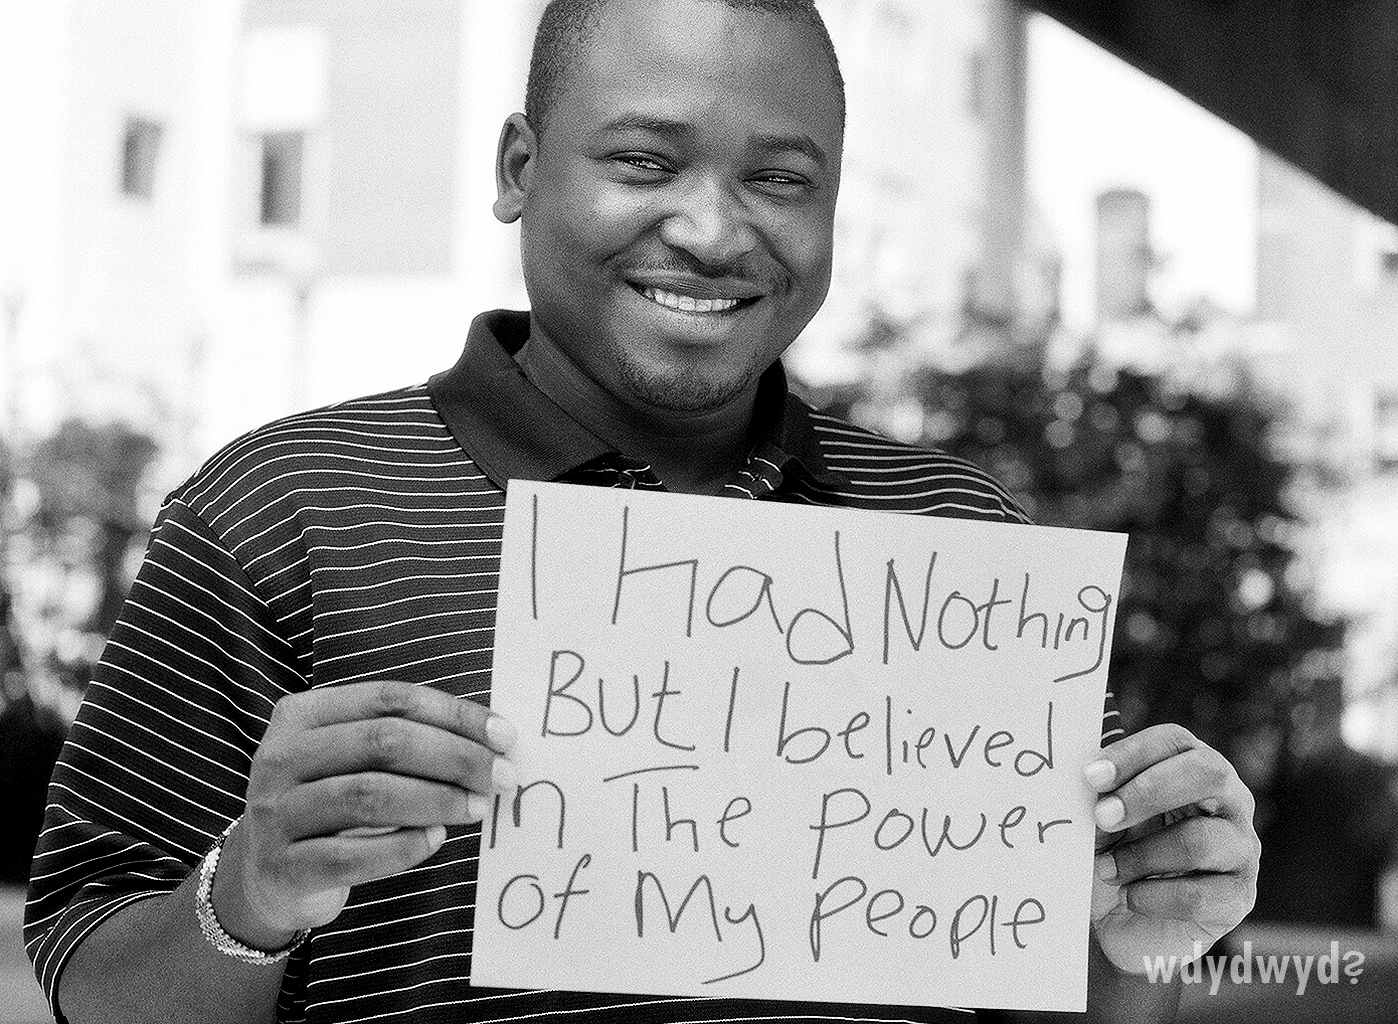 I Had Nothing
But I believed
in The power
of My people
wdydwyd?